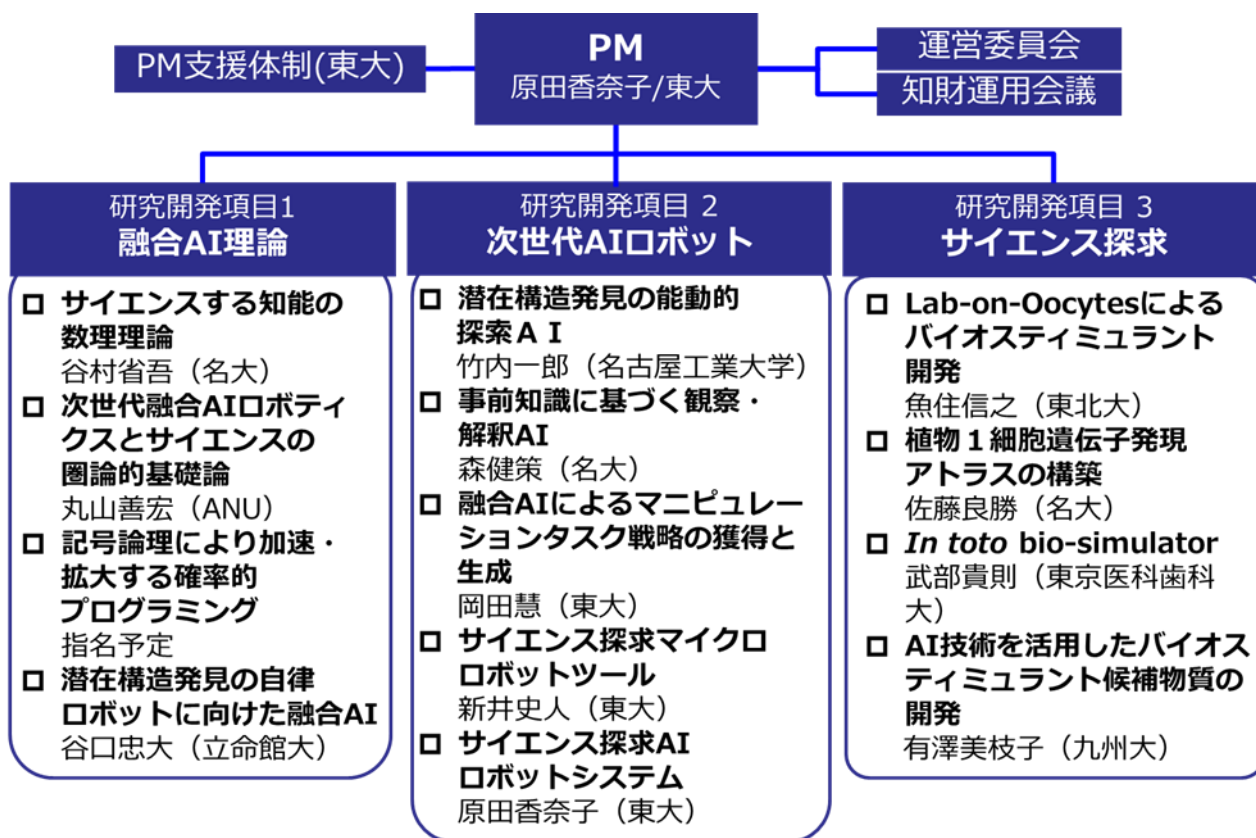 PM
原田香奈子/東大
PM支援体制(東大)
運営委員会
知財運用会議
研究開発項目1
融合AI理論
□ サイエンスする知能の
数理理論
谷村省吾（名大）
□ 次世代融合AIロボティ
クスとサイエンスの
圏論的基礎論
丸山善宏（ANU）
□ 記号論理により加速・
拡大する確率的
プログラミング
指名予定
□ 潜在構造発見の自律
ロボットに向けた融合AI
谷口忠大（立命館大）
研究開発項目 2
次世代AIロボット
□ 潜在構造発見の能動的
探索ＡＩ
竹内一郎（名古屋工業大学）
□ 事前知識に基づく観察・
解釈AI
森健策（名大）
□ 融合AIによるマニピュレー
ションタスク戦略の獲得と
生成
岡田慧（東大）
□ サイエンス探求マイクロ
ロボットツール
新井史人（東大）
□ サイエンス探求AI
ロボットシステム
原田香奈子（東大）
研究開発項目 3
サイエンス探求
□ Lab-on-Oocytesによる
バイオスティミュラント
開発
魚住信之（東北大）
□ 植物１細胞遺伝子発現
アトラスの構築
佐藤良勝（名大）
□ In toto bio-simulator
武部貴則（東京医科歯科
大）
□ AI技術を活用したバイオス
ティミュラント候補物質の
開発
有澤美枝子（九州大）